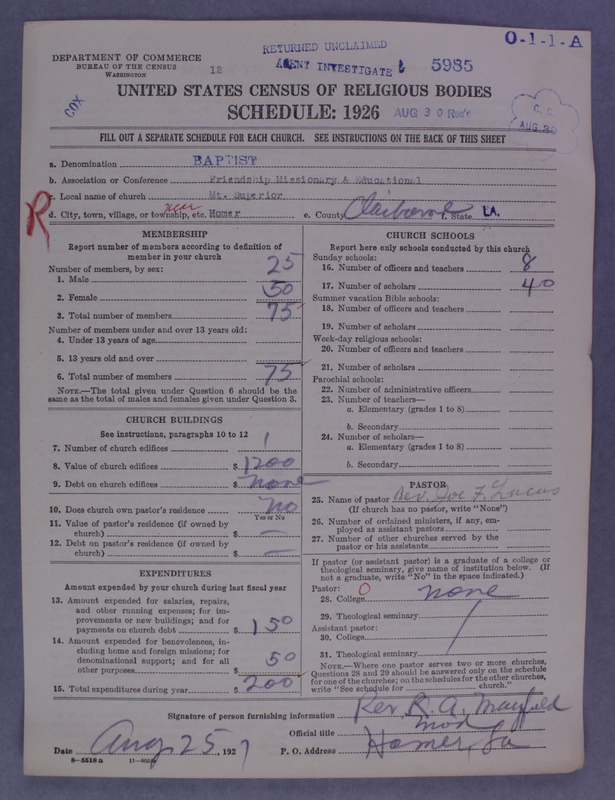 O-1-1-A
RETURNED UNCLAIMED
AGENT INVESTIGATE 5985
DEPARTMENT OF COMMERCE
BUREAU OF THE CENSUS
WASHINGTON
12
COX
UNITED STATES CENSUS OF RELIGIOUS BODIES
SCHEDULE: 1926 AUG 30 Rec'd
C. C. AUG 30
FILL OUT A SEPARATE SCHEDULE FOR EACH CHURCH. SEE INSTRUCTIONS ON THE BACK OF THIS SHEET
a. Denomination BAPTIST
b. Association or Conference Friendship Missionary & Educational
R c. Local name of church Mt. Superior
d. City, town, village, or township, etc. near Homer e. County Claiborne f. State LA.
MEMBERSHIP
Report number of members according to definition of member in your church
Number of members, by sex:
1. Male 25
2. Female 50
3. Total number of members 75
Number of members under and over 13 years old:
4. Under 13 years of age
5. 13 years old and over
6. Total number of members 75
NOTE.—The total given under Question 6 should be the same as the total of males and females given under Question 3.
CHURCH BUILDINGS
See instructions, paragraphs 10 to 12
7. Number of church edifices 1
8. Value of church edifices $ 1200
9. Debt on church edifices $ none
10. Does church own pastor's residence no
Yes or No
11. Value of pastor's residence (if owned by church) $ —
12. Debt on pastor's residence (if owned by church) $ —
EXPENDITURES
Amount expended by your church during last fiscal year
13. Amount expended for salaries, repairs, and other running expenses; for improvements or new buildings; and for payments on church debt $ 150
14. Amount expended for benevolences, including home and foreign missions; for denominational support; and for all other purposes $ 50
15. Total expenditures during year $ 200
CHURCH SCHOOLS
Report here only schools conducted by this church
Sunday schools:
16. Number of officers and teachers 8
17. Number of scholars 40
Summer vacation Bible schools:
18. Number of officers and teachers
19. Number of scholars
Week-day religious schools:
20. Number of officers and teachers
21. Number of scholars
Parochial schools:
22. Number of administrative officers
23. Number of teachers—
a. Elementary (grades 1 to 8)
b. Secondary
24. Number of scholars—
a. Elementary (grades 1 to 8)
b. Secondary
PASTOR
25. Name of pastor Rev. Joe F. Lucas
(If church has no pastor, write "None")
26. Number of ordained ministers, if any, employed as assistant pastors
27. Number of other churches served by the pastor or his assistants
If pastor (or assistant pastor) is a graduate of a college or theological seminary, give name of institution below. (If not a graduate, write "No" in the space indicated.)
Pastor: O
28. College none
29. Theological seminary
Assistant pastor:
30. College
31. Theological seminary
NOTE.—Where one pastor serves two or more churches, Questions 28 and 29 should be answered only on the schedule for one of the churches; on the schedules for the other churches, write "See schedule for church."
Signature of person furnishing information Rev. R. A. Mayfield
Official title mod
Date Aug 25, 1927 P. O. Address Homer, La
8-5518a